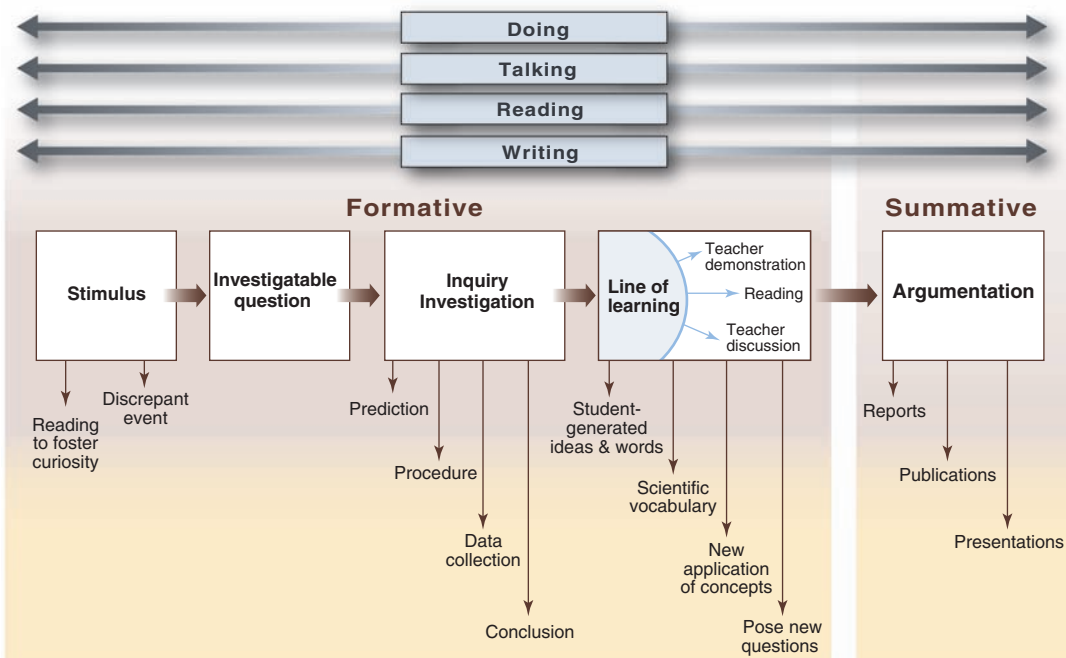 Doing
Talking
Reading
Writing
Formative
Summative
Stimulus
Reading
to foster
curiosity
Discrepant
event
Investigatable
question
Inquiry
Investigation
Prediction
Procedure
Data
collection
Conclusion
Line of
learning
Teacher
demonstration
Reading
Teacher
discussion
Student-
generated
ideas & words
Scientific
vocabulary
New
application
of concepts
Pose new
questions
Argumentation
Reports
Publications
Presentations